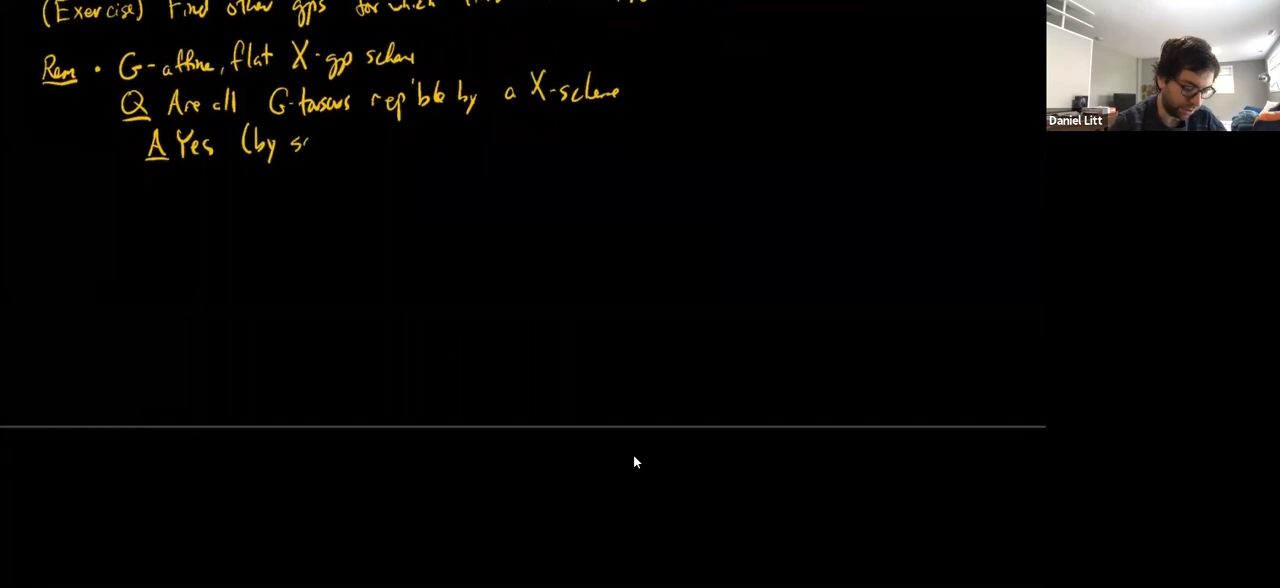 (Exercise) Find other gps for which
Rem • G-affine, flat X-gp scheme
Q Are all G-torsors rep'ble by a X-scheme
A Yes (by s
Daniel Litt